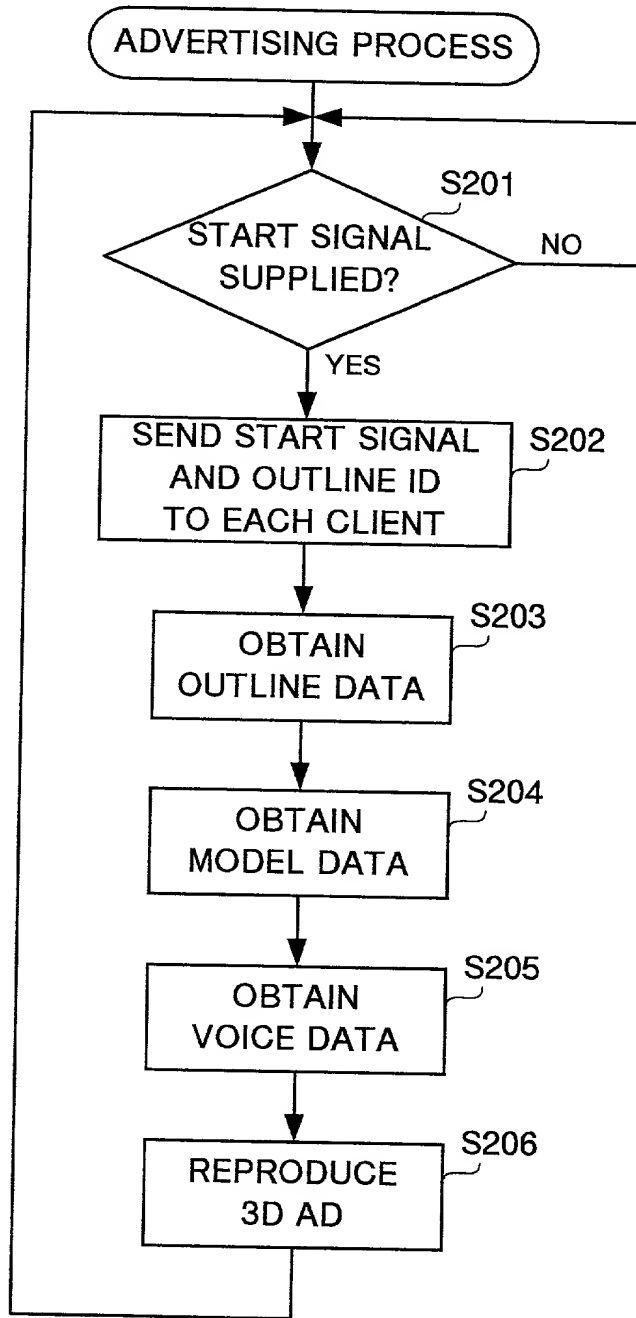 ADVERTISING PROCESS
S201
START SIGNAL
SUPPLIED?
NO
YES
SEND START SIGNAL
AND OUTLINE ID
TO EACH CLIENT
S202
OBTAIN
OUTLINE DATA
S203
OBTAIN
MODEL DATA
S204
OBTAIN
VOICE DATA
S205
REPRODUCE
3D AD
S206